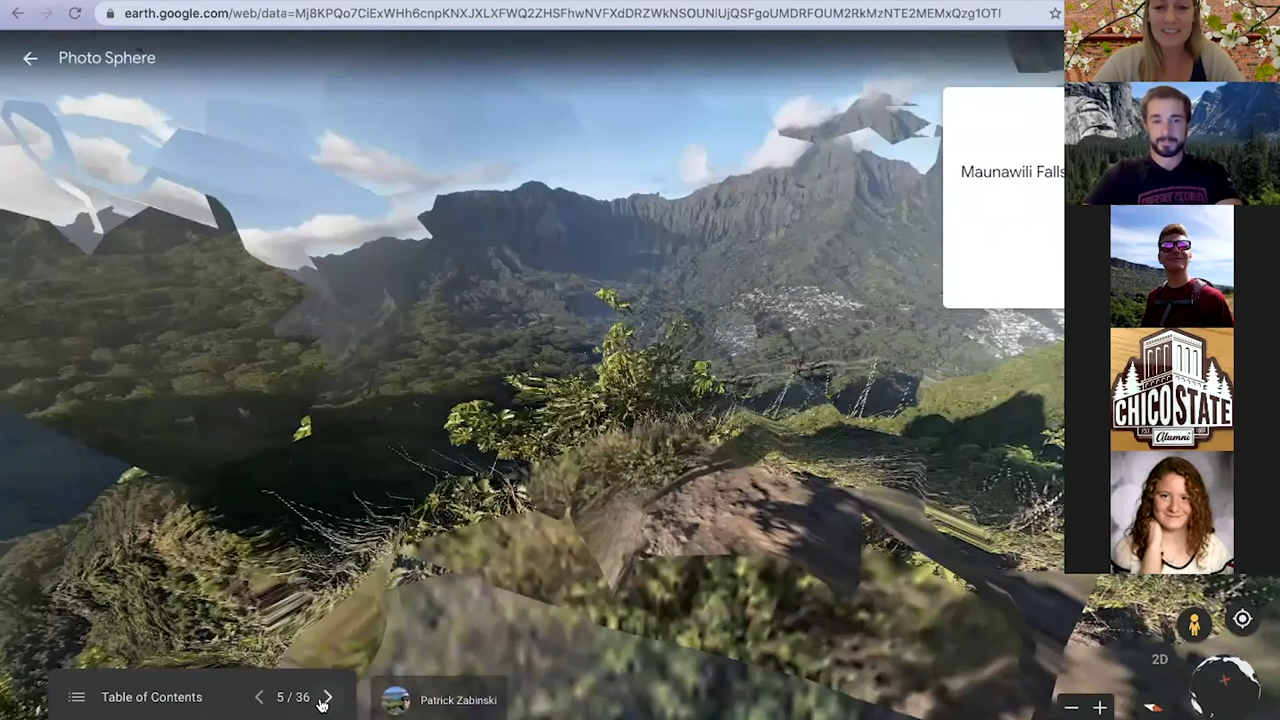 earth.google.com/web/data=Mj8KPQo7CiExWHh6cnpKNXJXLXFWQ2ZHSFhwNVFXdDRZWkNSOUNlUjQSFgoUMDRFOUM2RkMzNTE2MEMxQzg1OTI
Photo Sphere
Maunawili Falls
CHICO STATE
Alumni
2D
Table of Contents
5 / 36
Patrick Zabinski